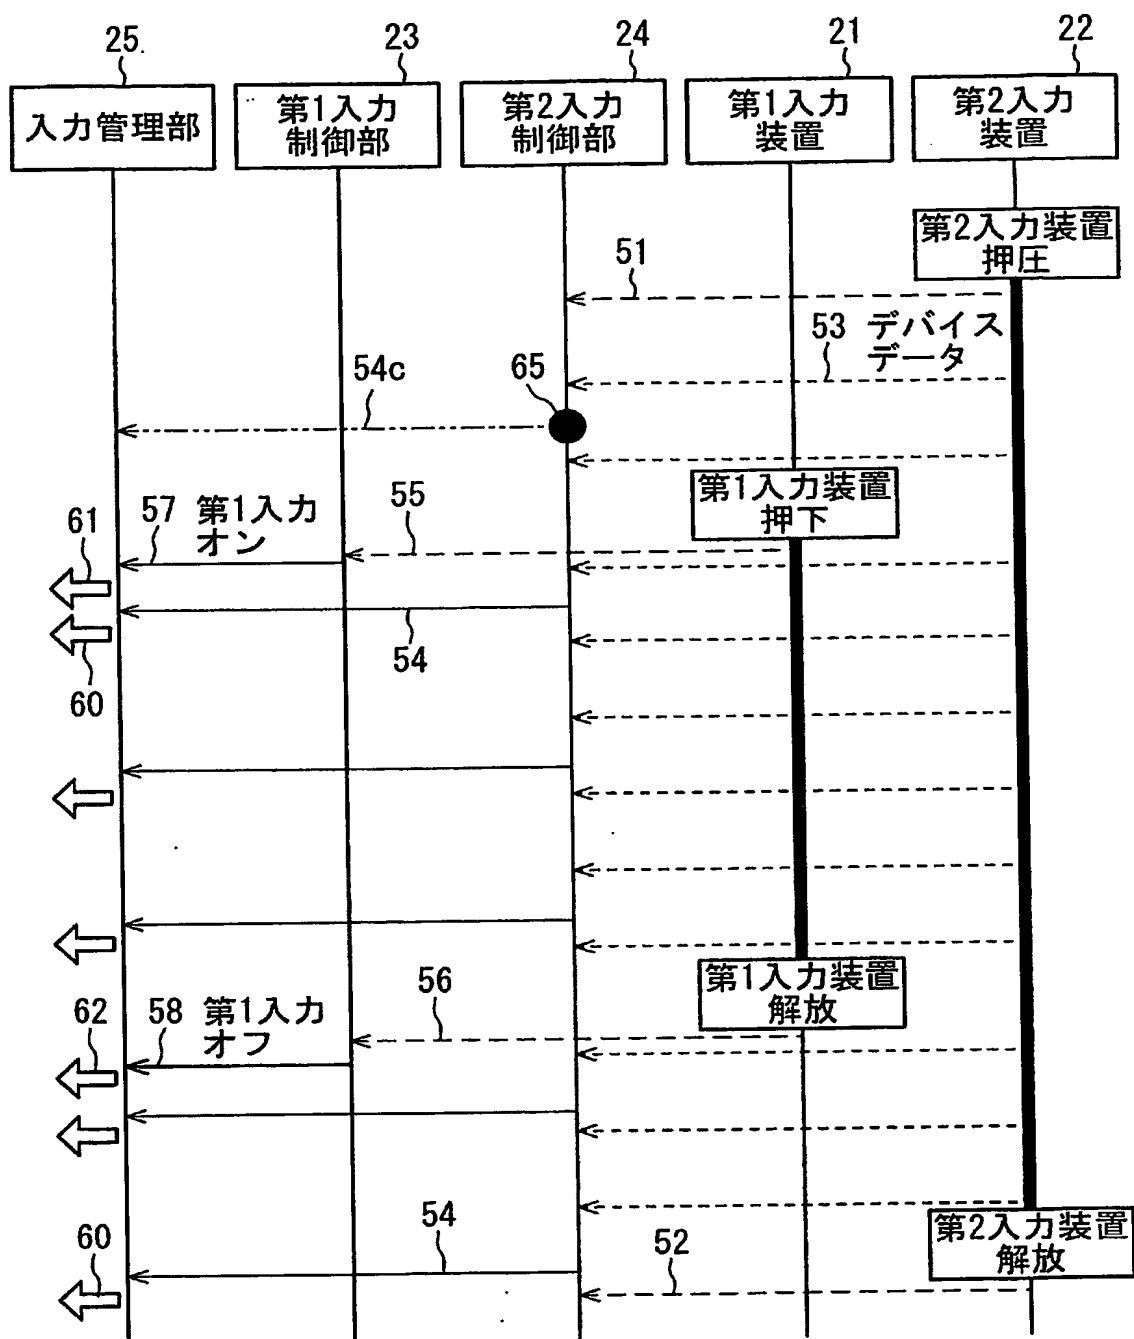 25
23
24
21
22
入力管理部
第1入力
制御部
第2入力
制御部
第1入力
装置
第2入力
装置
第2入力装置
押圧
51
53 デバイス
データ
54c
65
第1入力装置
押下
61
57 第1入力
オン
55
54
60
第1入力装置
解放
62
58 第1入力
オフ
56
60
54
52
第2入力装置
解放